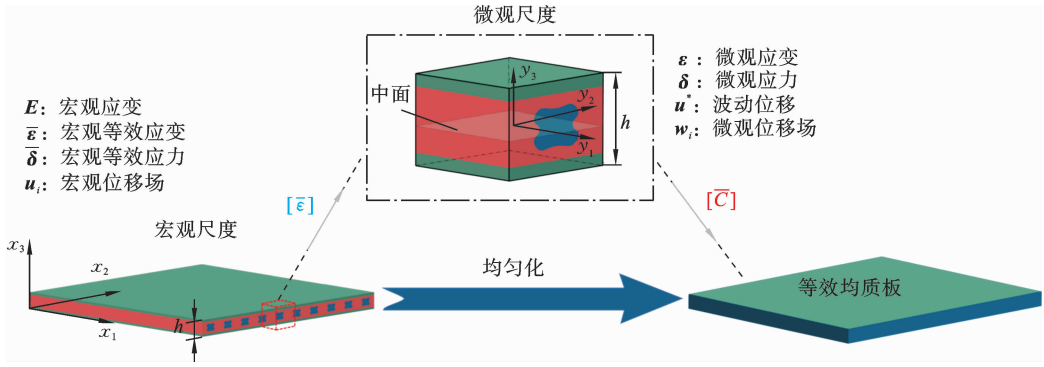 微观尺度
E：宏观应变
ε̅：宏观等效应变
δ̅：宏观等效应力
u_i：宏观位移场
中面
y₃
y₂
y₁
h
ε：微观应变
δ：微观应力
u*：波动位移
w_i：微观位移场
[ε̅]
[C̅]
宏观尺度
x₃
x₂
x₁
h
均匀化
等效均质板